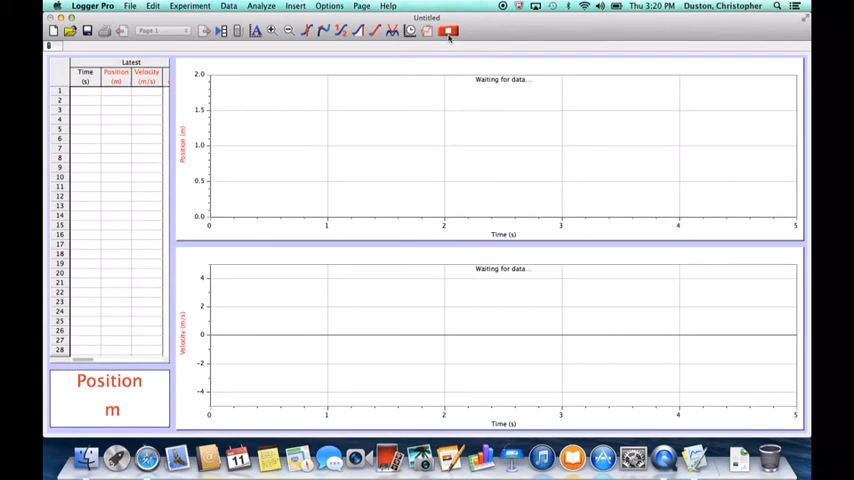 Logger Pro File Edit Experiment Data Analyze Insert Options Page Help Thu 3:20 PM Duston, Christopher
Untitled
Page 1
Latest
Time (s) Position (m) Velocity (m/s)
1
2
3
4
5
6
7
8
9
10
11
12
13
14
15
16
17
18
19
20
21
22
23
24
25
26
27
28
Position
m
Waiting for data...
Position (m)
2.0
1.5
1.0
0.5
0.0
0 1 2 3 4 5
Time (s)
Waiting for data...
Velocity (m/s)
4
2
0
−2
−4
0 1 2 3 4 5
Time (s)
11